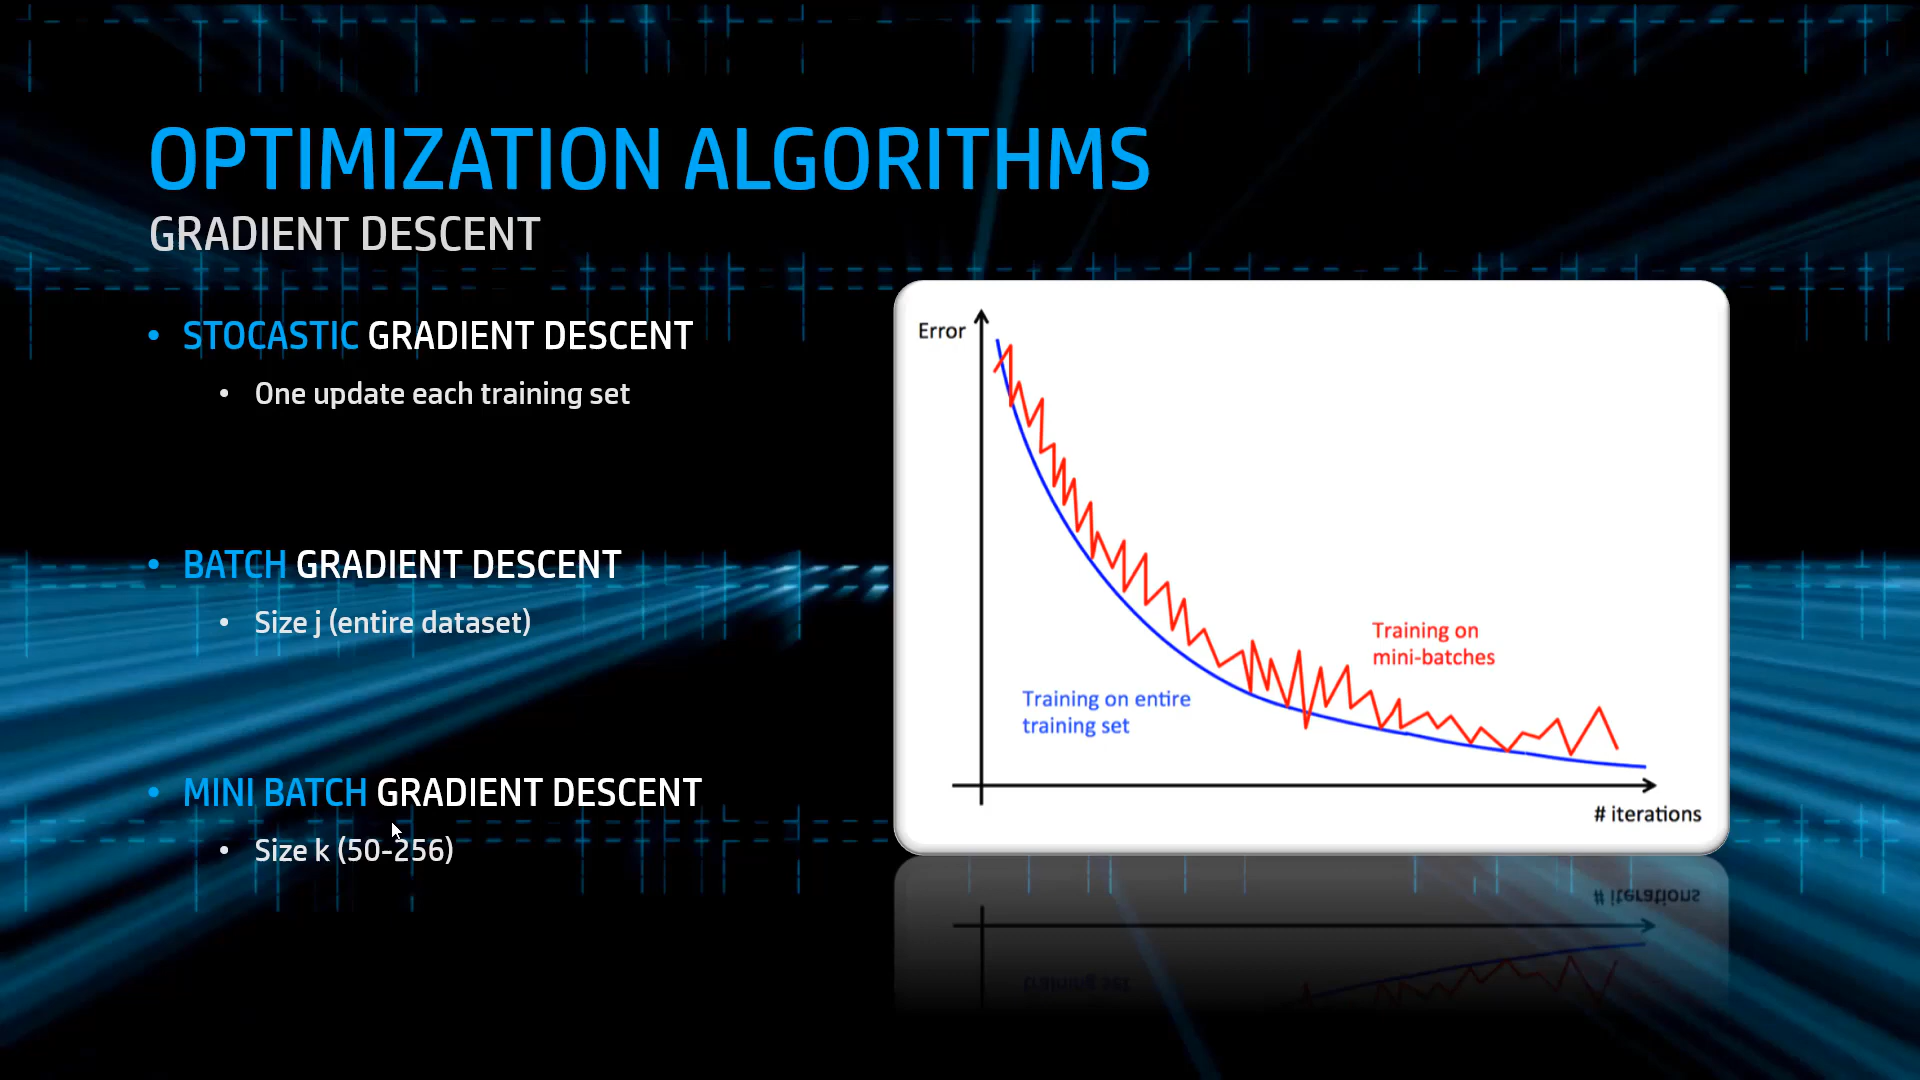 OPTIMIZATION ALGORITHMS
GRADIENT DESCENT
• STOCASTIC GRADIENT DESCENT
• One update each training set
• BATCH GRADIENT DESCENT
• Size j (entire dataset)
• MINI BATCH GRADIENT DESCENT
• Size k (50-256)
Error
Training on
mini-batches
Training on entire
training set
# iterations